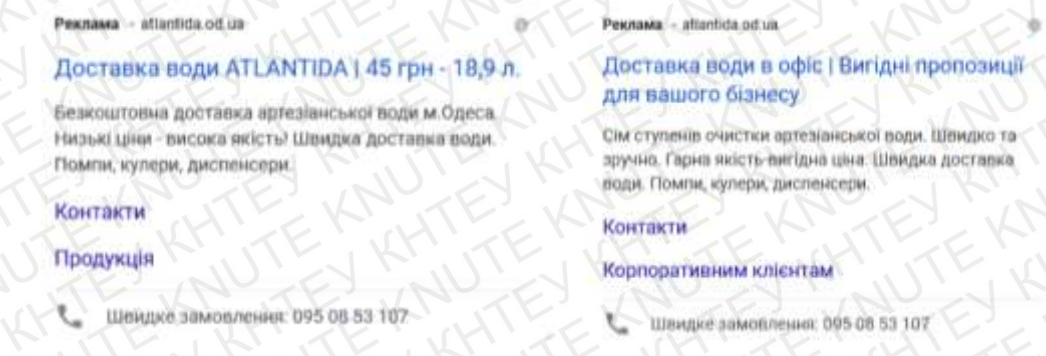 Реклама - atlantida.od.ua
Доставка води ATLANTIDA | 45 грн - 18,9 л.
Безкоштовна доставка артезіанської води м.Одеса.
Низькі ціни - висока якість! Швидка доставка води.
Помпи, кулери, диспенсери.
Контакти
Продукція
Швидке замовлення: 095 08 53 107
Реклама - atlantida.od.ua
Доставка води в офіс | Вигідні пропозиції
для вашого бізнесу
Сім ступенів очистки артезіанської води. Швидко та
зручно. Гарна якість-вигідна ціна. Швидка доставка
води. Помпи, кулери, диспенсери.
Контакти
Корпоративним клієнтам
Швидке замовлення: 095 08 53 107
KHTEY KNUTE